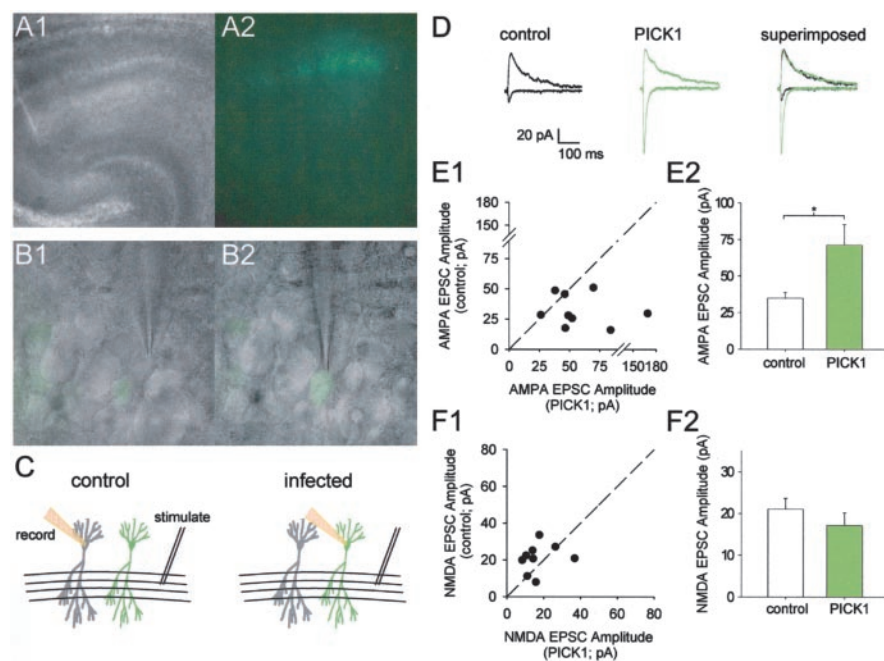 A1
A2
B1
B2
C
control
infected
record
stimulate
D
control
PICK1
superimposed
20 pA
100 ms
E1
180
150
75
50
25
0
AMPA EPSC Amplitude
(control; pA)
0
25
50
75
150
180
AMPA EPSC Amplitude
(PICK1; pA)
E2
100
75
50
25
0
AMPA EPSC Amplitude (pA)
*
control
PICK1
F1
80
60
40
20
0
NMDA EPSC Amplitude
(control; pA)
0
20
40
60
80
NMDA EPSC Amplitude
(PICK1; pA)
F2
30
20
10
0
NMDA EPSC Amplitude (pA)
control
PICK1